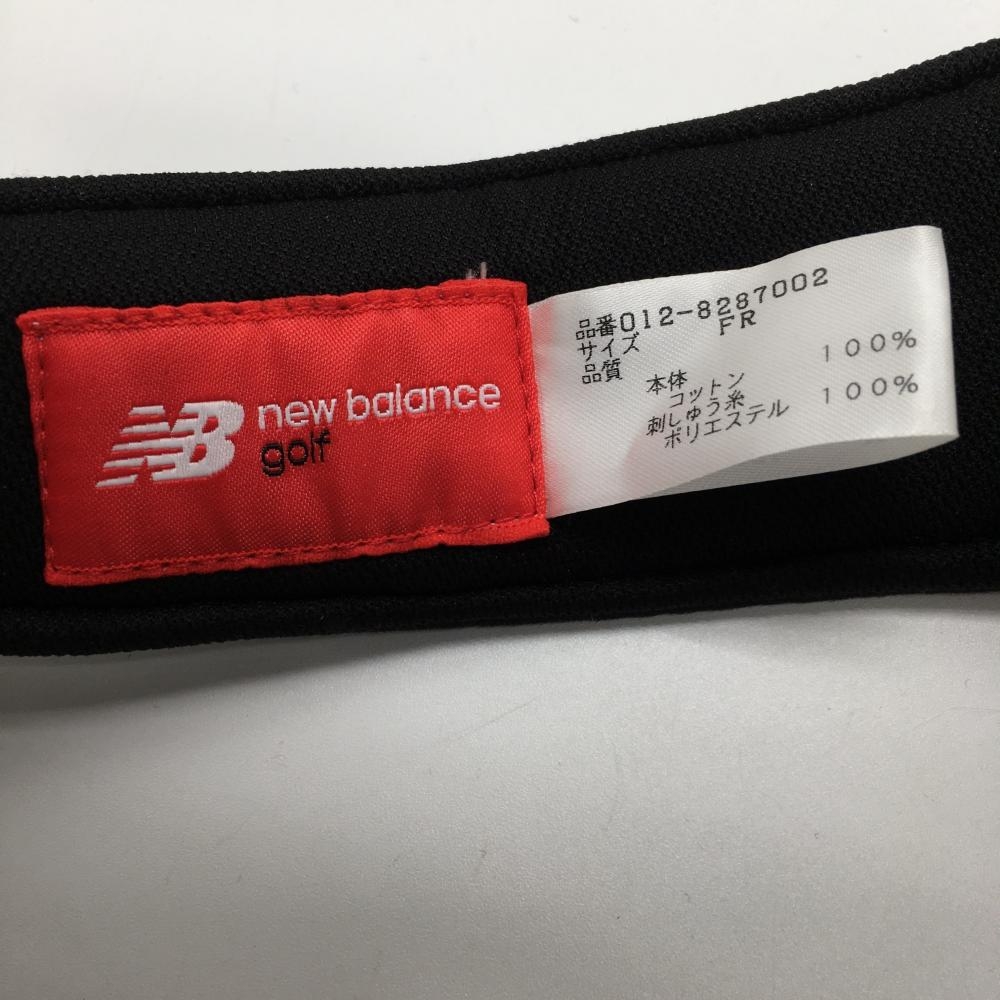 NB new balance
golf
品番012-8287002
サイズ FR
品質
本体
コットン 100%
刺しゅう糸
ポリエステル 100%